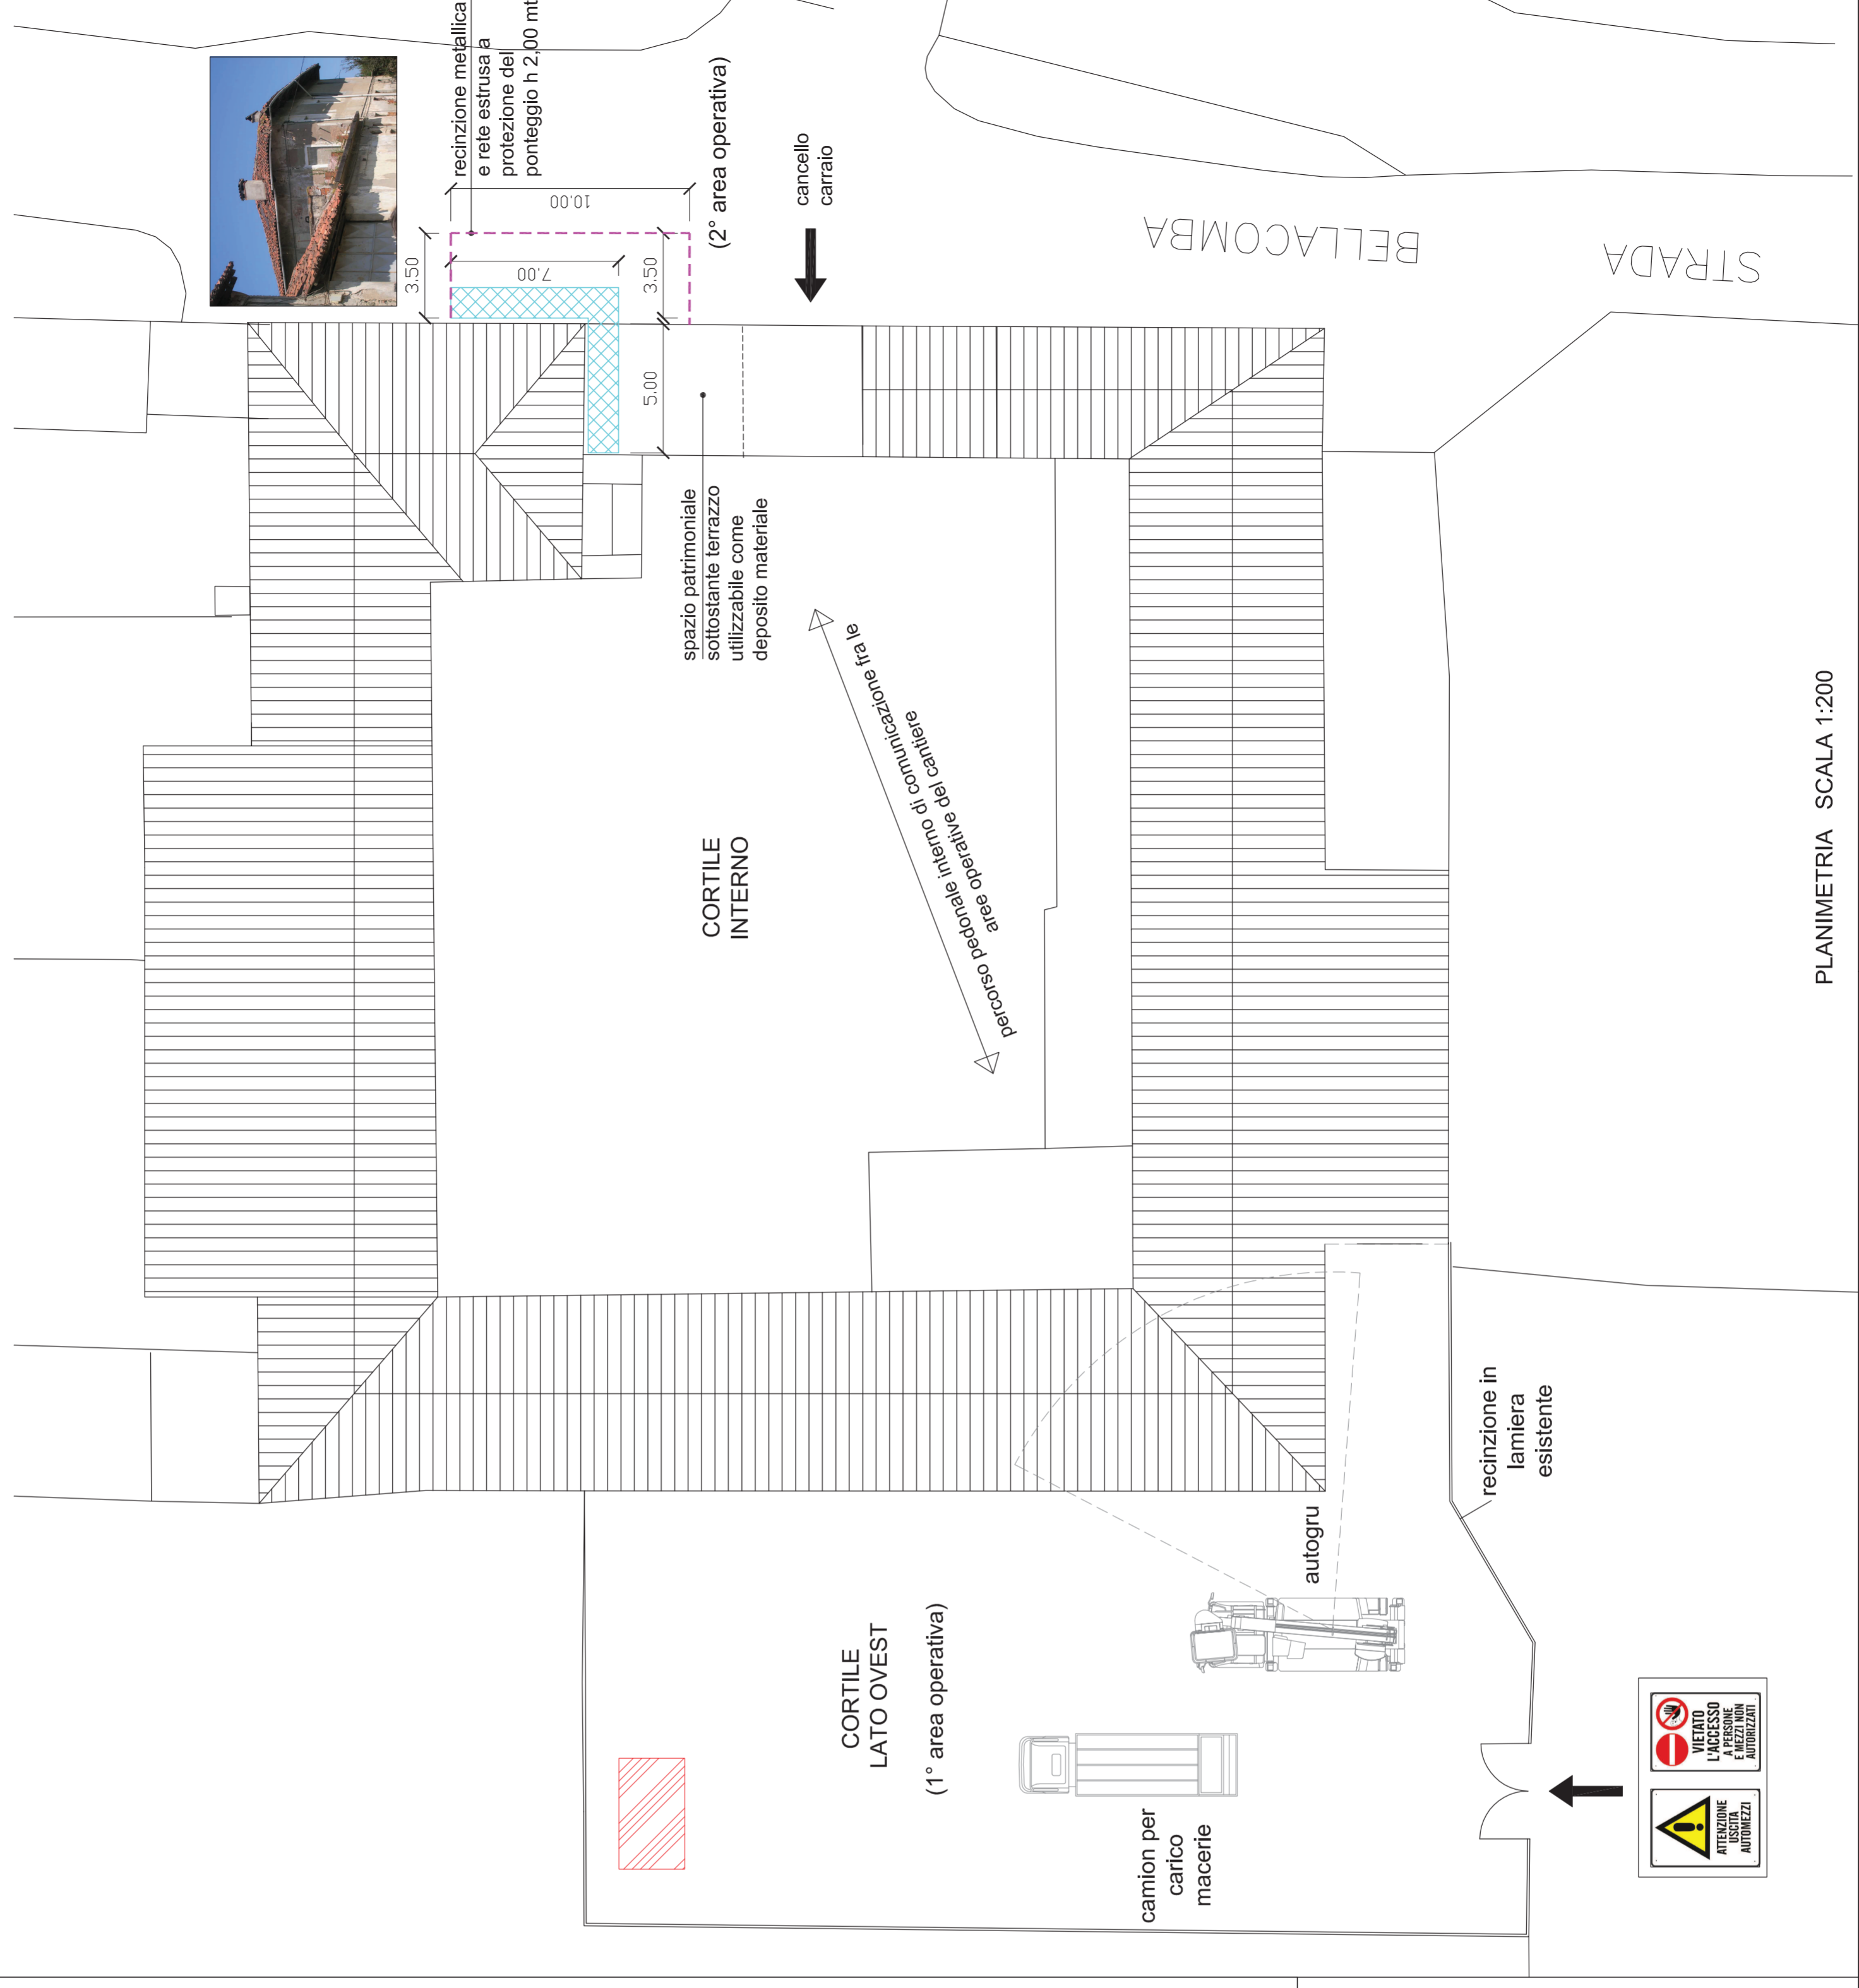 recinzione metallica
e rete estrusa a
protezione del
ponteggio h 2,00 mt
3.50
10.00
7.00
3.50
5.00
(2° area operativa)
cancello
carraio
STRADA
BELLACOMBA
spazio patrimoniale
sottostante terrazzo
utilizzabile come
deposito materiale
percorso pedonale interno di comunicazione fra le
aree operative del cantiere
CORTILE
INTERNO
PLANIMETRIA SCALA 1:200
recinzione in
lamiera
esistente
autogru
CORTILE
LATO OVEST
(1° area operativa)
camion per
carico
macerie
ATTENZIONE
USCITA
AUTOMEZZI
VIETATO
L'ACCESSO
A PERSONE
E MEZZI NON
AUTORIZZATI